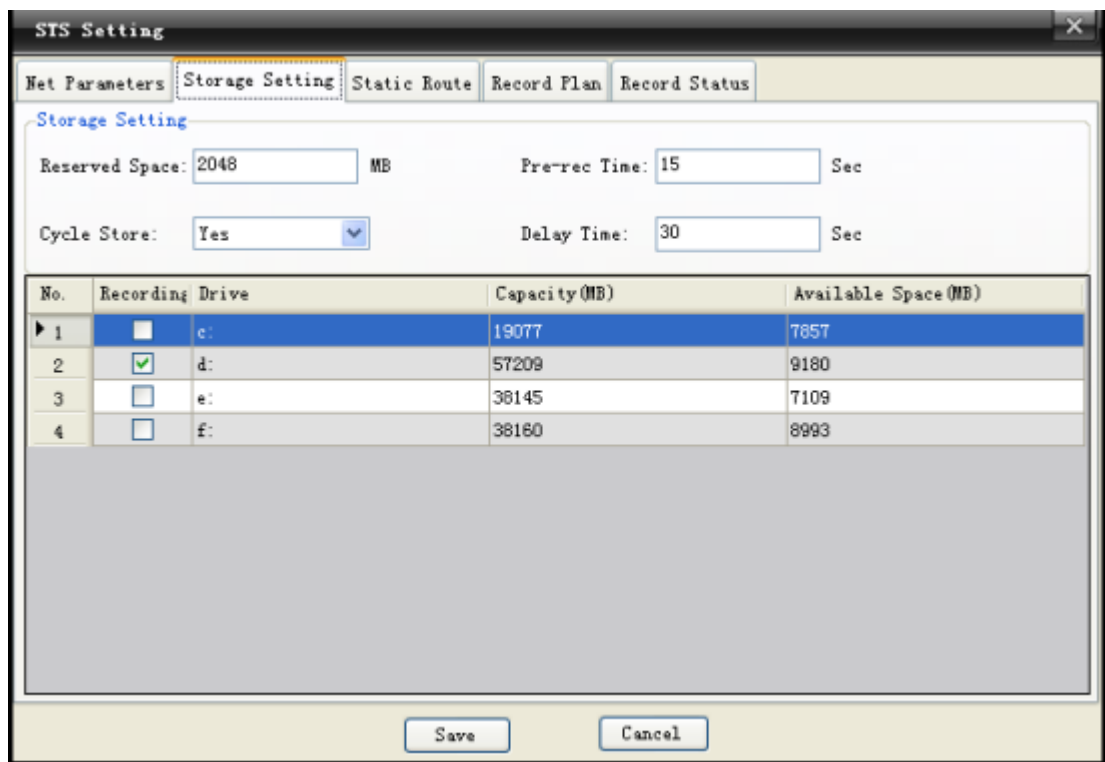 STS Setting
Net Parameters Storage Setting Static Route Record Plan Record Status
Storage Setting
Reserved Space: 2048 MB Pre-rec Time: 15 Sec
Cycle Store: Yes Delay Time: 30 Sec
No. Recording Drive Capacity(MB) Available Space(MB)
1 c: 19077 7857
2 d: 57209 9180
3 e: 38145 7109
4 f: 38160 8993
Save Cancel